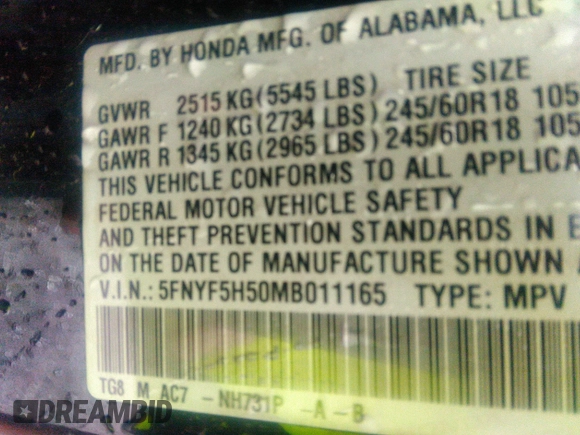 MFD. BY HONDA MFG. OF ALABAMA, LLC
TIRE SIZE
GVWR 2515 KG(5545 LBS)
GAWR F 1240 KG(2734 LBS) 245/60R18 105
GAWR R 1345 KG(2965 LBS) 245/60R18 105
THIS VEHICLE CONFORMS TO ALL APPLICA
FEDERAL MOTOR VEHICLE SAFETY
AND THEFT PREVENTION STANDARDS IN E
ON THE DATE OF MANUFACTURE SHOWN A
V.I.N.: 5FNYF5H50MB011165 TYPE: MPV
TG8 M AC7 - NH731P - A - B
DREAMBID